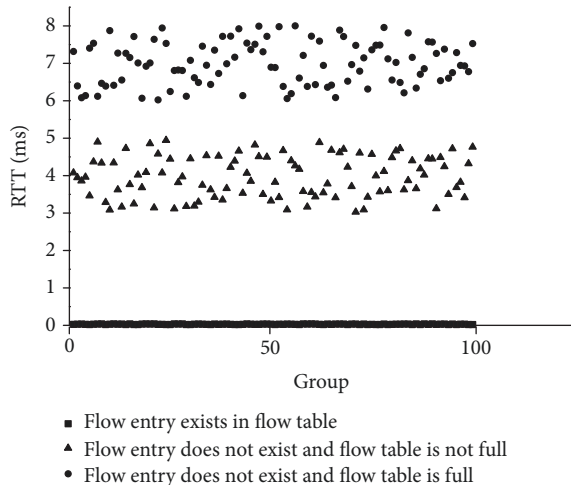 8
7
6
5
4
3
2
1
0
RTT (ms)
0
50
100
Group
Flow entry exists in flow table
Flow entry does not exist and flow table is not full
Flow entry does not exist and flow table is full